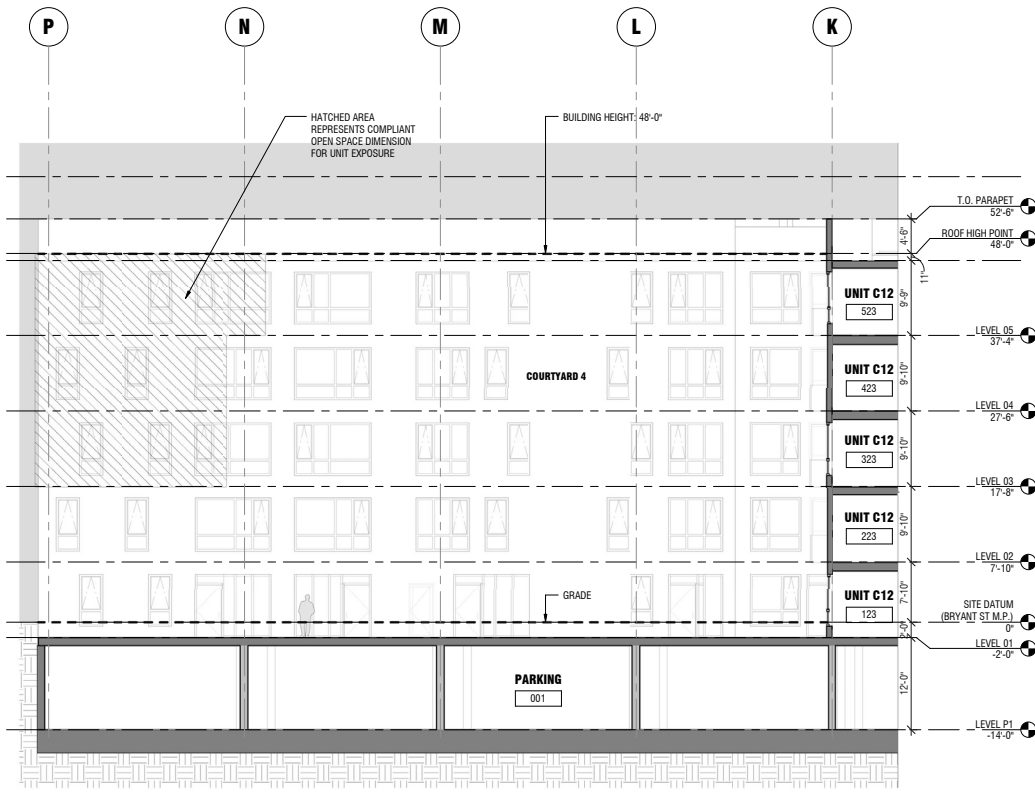 P
N
M
L
K
HATCHED AREA
REPRESENTS COMPLIANT
OPEN SPACE DIMENSION
FOR UNIT EXPOSURE
BUILDING HEIGHT: 48'-0"
T.O. PARAPET
52'-6"
4'-6"
ROOF HIGH POINT
48'-0"
11"
UNIT C12
523
9'-9"
LEVEL 05
37'-4"
COURTYARD 4
UNIT C12
423
9'-10"
LEVEL 04
27'-6"
UNIT C12
323
9'-10"
LEVEL 03
17'-8"
UNIT C12
223
9'-10"
LEVEL 02
7'-10"
GRADE
UNIT C12
123
7'-10"
SITE DATUM
(BRYANT ST M.P.)
0"
2'-0"
LEVEL 01
-2'-0"
PARKING
001
12'-0"
LEVEL P1
-14'-0"